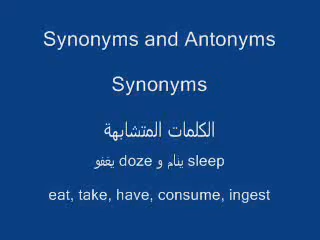 Synonyms and Antonyms
Synonyms
الكلمات المتشابهة
sleep ينام و doze يغفو
eat, take, have, consume, ingest